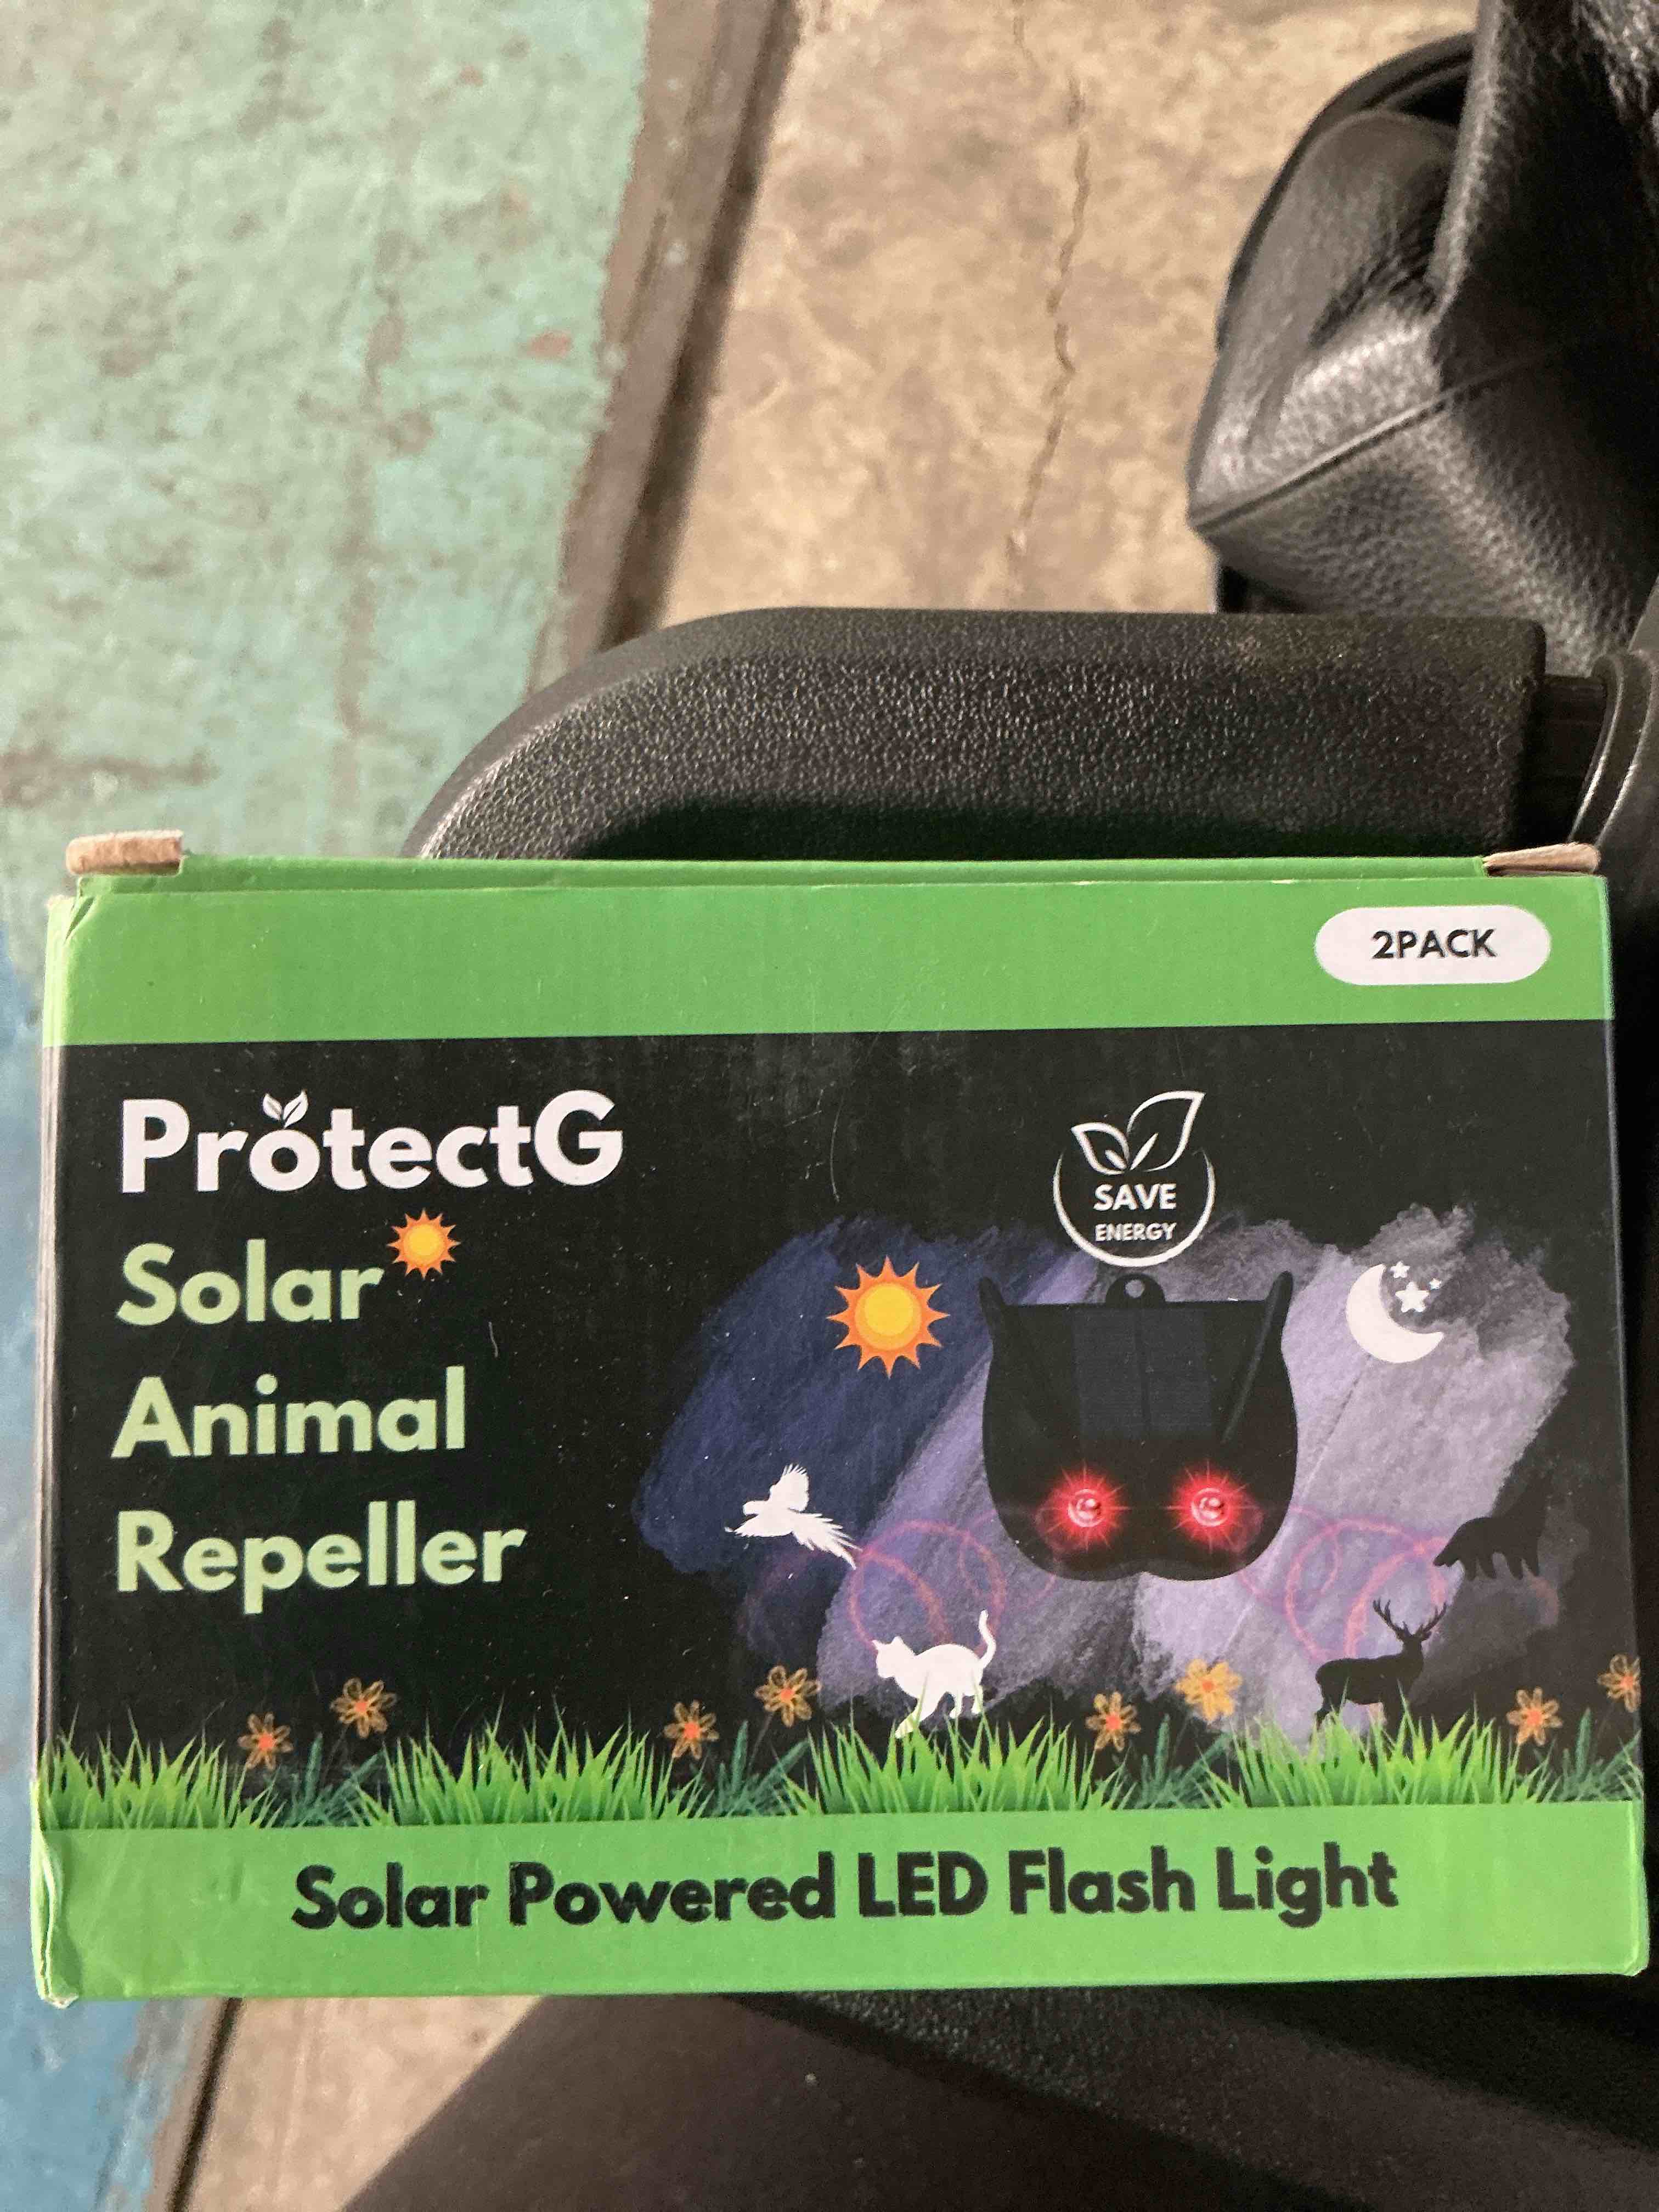 2PACK
ProtectG
Solar
Animal
Repeller
SAVE
ENERGY
Solar Powered LED Flash Light